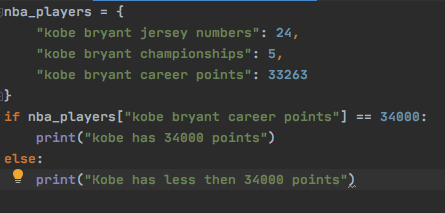 nba_players = {
    "kobe bryant jersey numbers": 24,
    "kobe bryant championships": 5,
    "kobe bryant career points": 33263
}
if nba_players["kobe bryant career points"] == 34000:
    print("kobe has 34000 points")
else:
    print("Kobe has less then 34000 points")